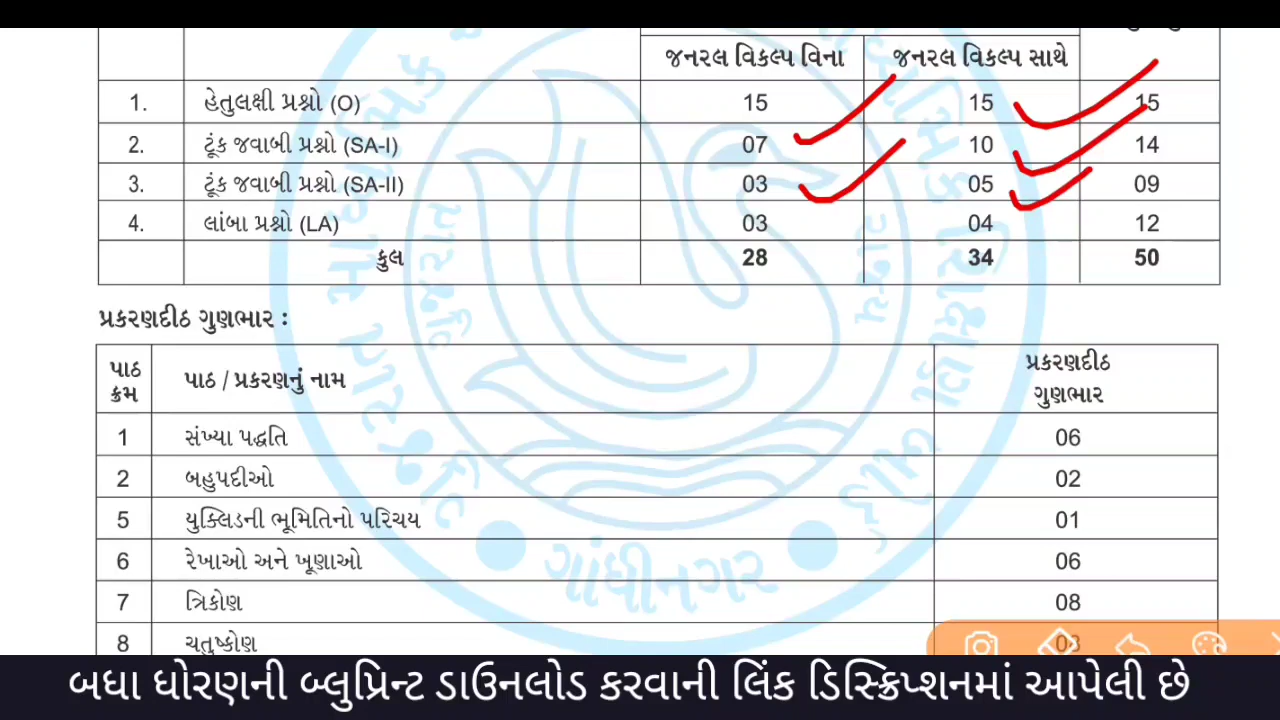 જનરલ વિકલ્પ વિના જનરલ વિકલ્પ સાથે
1. હેતુલક્ષી પ્રશ્નો (O) 15 15 15
2. ટૂંક જવાબી પ્રશ્નો (SA-I) 07 10 14
3. ટૂંક જવાબી પ્રશ્નો (SA-II) 03 05 09
4. લાંબા પ્રશ્નો (LA) 03 04 12
કુલ 28 34 50
પ્રકરણદીઠ ગુણભાર :
પાઠ ક્રમ પાઠ / પ્રકરણનું નામ પ્રકરણદીઠ ગુણભાર
1 સંખ્યા પદ્ધતિ 06
2 બહુપદીઓ 02
5 યુક્લિડની ભૂમિતિનો પરિચય 01
6 રેખાઓ અને ખૂણાઓ 06
7 ત્રિકોણ 08
8 ચતુષ્કોણ
ગુજરાત રાજ્ય
ગાંધીનગર
બધા ધોરણની બ્લુપ્રિન્ટ ડાઉનલોડ કરવાની લિંક ડિસ્ક્રિપ્શનમાં આપેલી છે